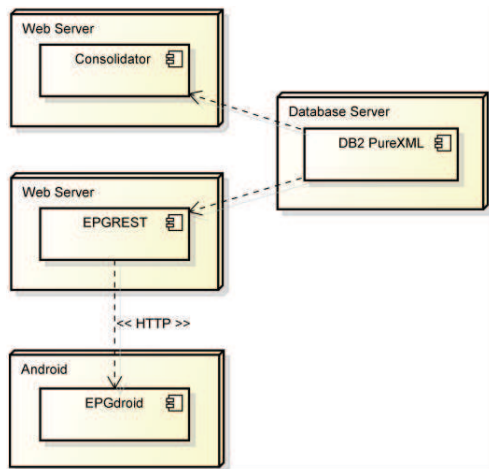 Web Server
Consolidator
Database Server
DB2 PureXML
Web Server
EPGREST
<< HTTP >>
Android
EPGdroid